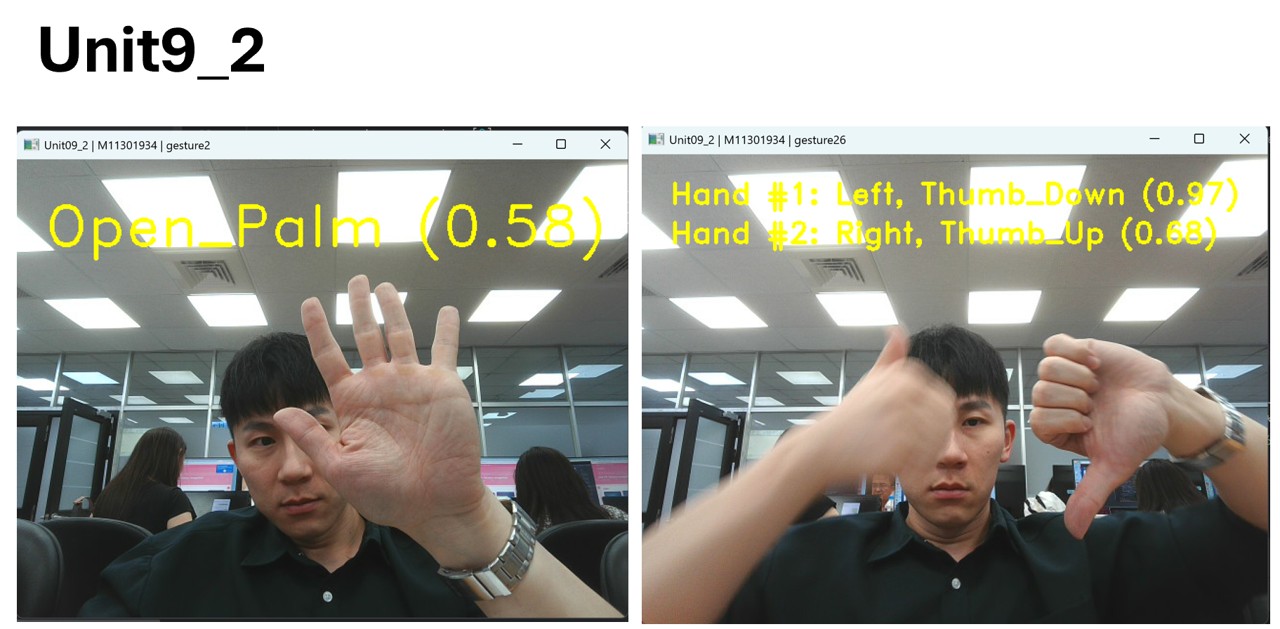 Unit9_2
Unit09_2 | M11301934 | gesture2
Open_Palm (0.58)
Unit09_2 | M11301934 | gesture26
Hand #1: Left, Thumb_Down (0.97)
Hand #2: Right, Thumb_Up (0.68)